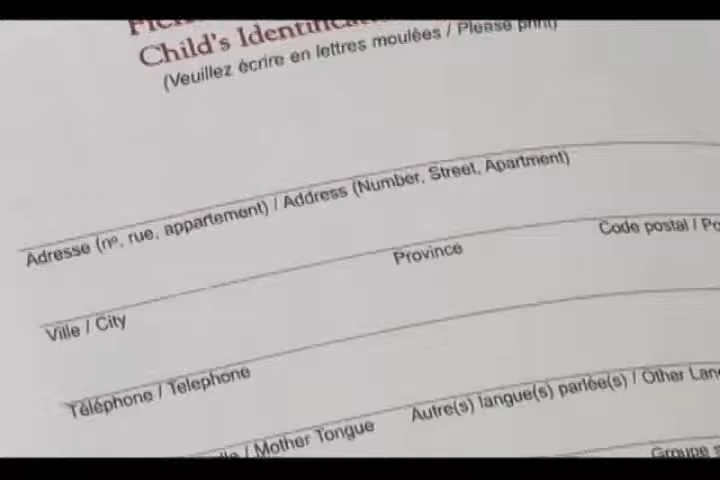 Child's Identification
(Veuillez écrire en lettres moulées / Please print)
Adresse (nº, rue, appartement) / Address (Number, Street, Apartment)
Ville / City Province Code postal /
Téléphone / Telephone
/ Mother Tongue Autre(s) langue(s) parlée(s) / Other
Groupe